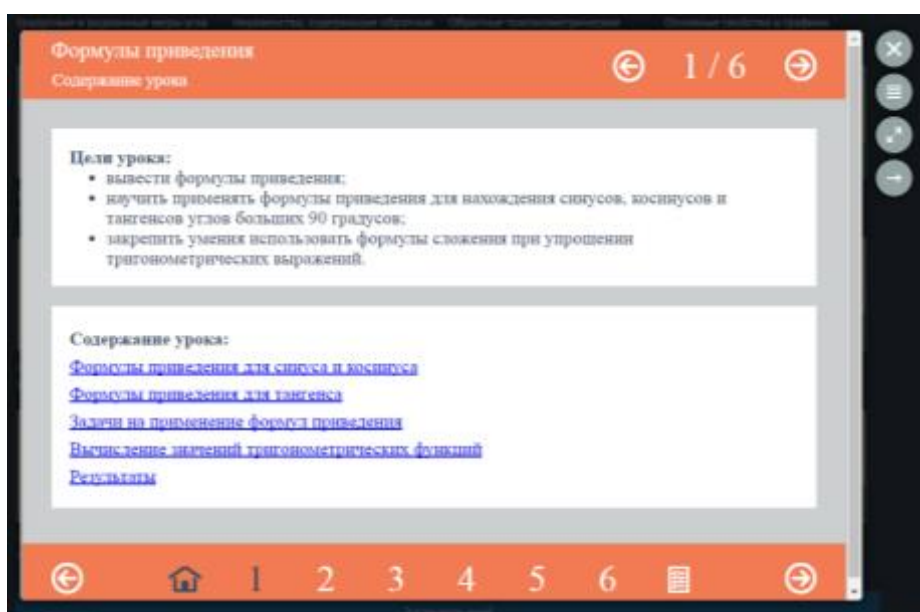 Формулы приведения
Содержание урока
1 / 6
Цели урока:
• вывести формулы приведения;
• научить применять формулы приведения для нахождения синусов, косинусов и
тангенсов углов больших 90 градусов;
• закрепить умения использовать формулы сложения при упрощении
тригонометрических выражений.
Содержание урока:
Формулы приведения для синуса и косинуса
Формулы приведения для тангенса
Задачи на применение формул приведения
Вычисление значений тригонометрических функций
Результаты
1 2 3 4 5 6